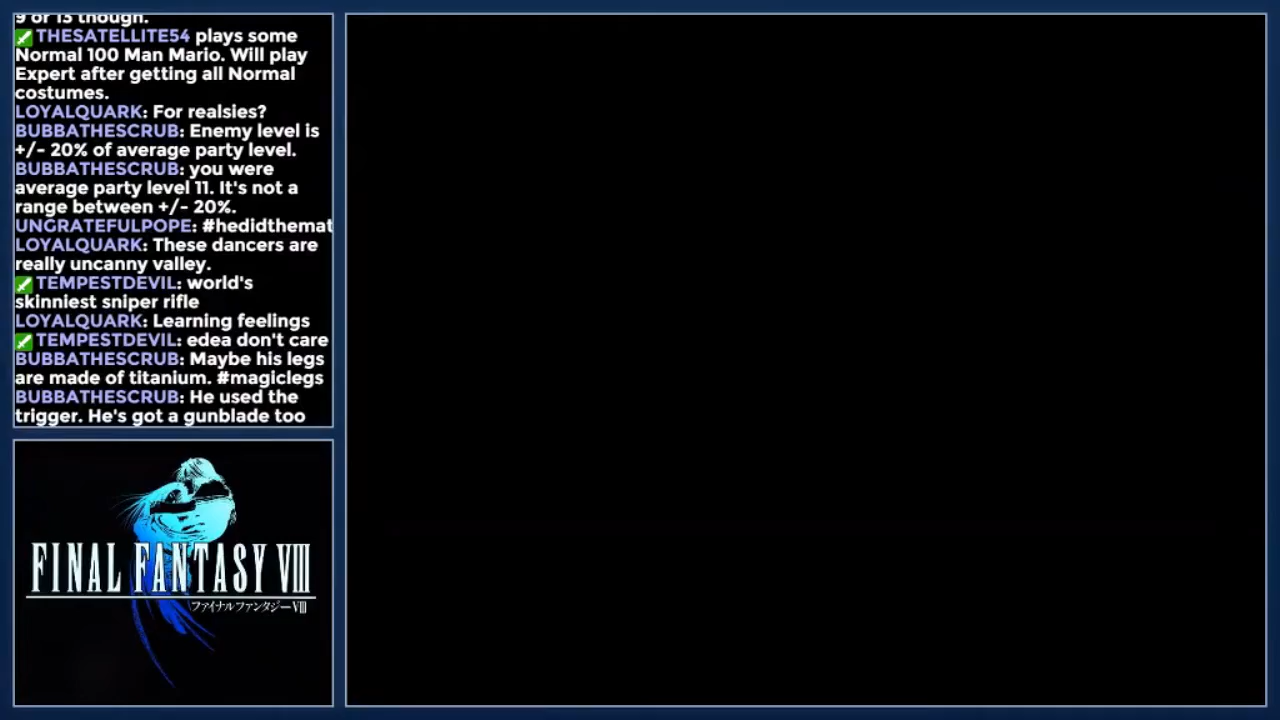 9 or 13 though.
THESATELLITE54 plays some
Normal 100 Man Mario. Will play
Expert after getting all Normal
costumes.
LOYALQUARK: For realsies?
BUBBATHESCRUB: Enemy level is
+/- 20% of average party level.
BUBBATHESCRUB: you were
average party level 11. It's not a
range between +/- 20%.
UNGRATEFULPOPE: #hedidthemat
LOYALQUARK: These dancers are
really uncanny valley.
TEMPESTDEVIL: world's
skinniest sniper rifle
LOYALQUARK: Learning feelings
TEMPESTDEVIL: edea don't care
BUBBATHESCRUB: Maybe his legs
are made of titanium. #magiclegs
BUBBATHESCRUB: He used the
trigger. He's got a gunblade too
FINAL FANTASY VIII
ファイナルファンタジーVIII